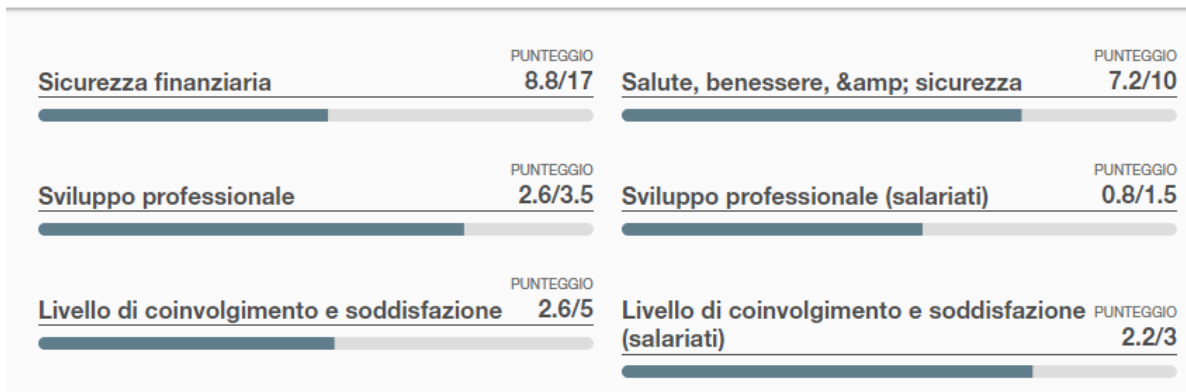 PUNTEGGIO
Sicurezza finanziaria 8.8/17
PUNTEGGIO
Salute, benessere, &amp; sicurezza 7.2/10
PUNTEGGIO
Sviluppo professionale 2.6/3.5
PUNTEGGIO
Sviluppo professionale (salariati) 0.8/1.5
PUNTEGGIO
Livello di coinvolgimento e soddisfazione 2.6/5
Livello di coinvolgimento e soddisfazione PUNTEGGIO
(salariati) 2.2/3